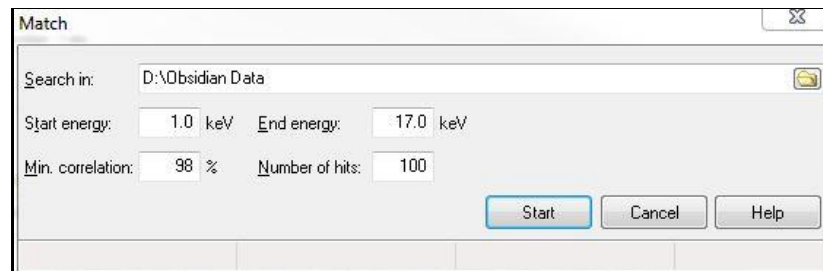 Match
Search in: D:\Obsidian Data
Start energy: 1.0 keV End energy: 17.0 keV
Min. correlation: 98 % Number of hits: 100
Start Cancel Help